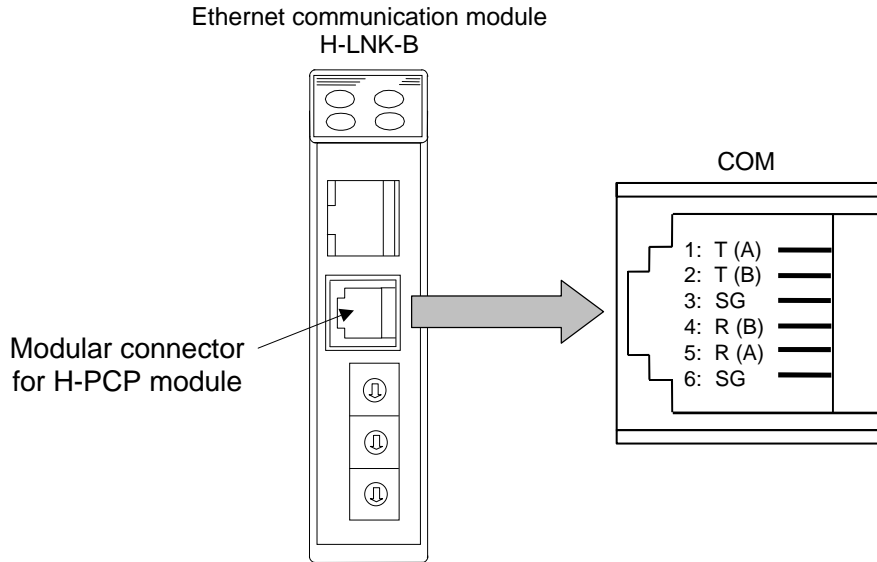 Ethernet communication module
H-LNK-B
COM
1: T (A)
2: T (B)
3: SG
4: R (B)
5: R (A)
6: SG
Modular connector
for H-PCP module